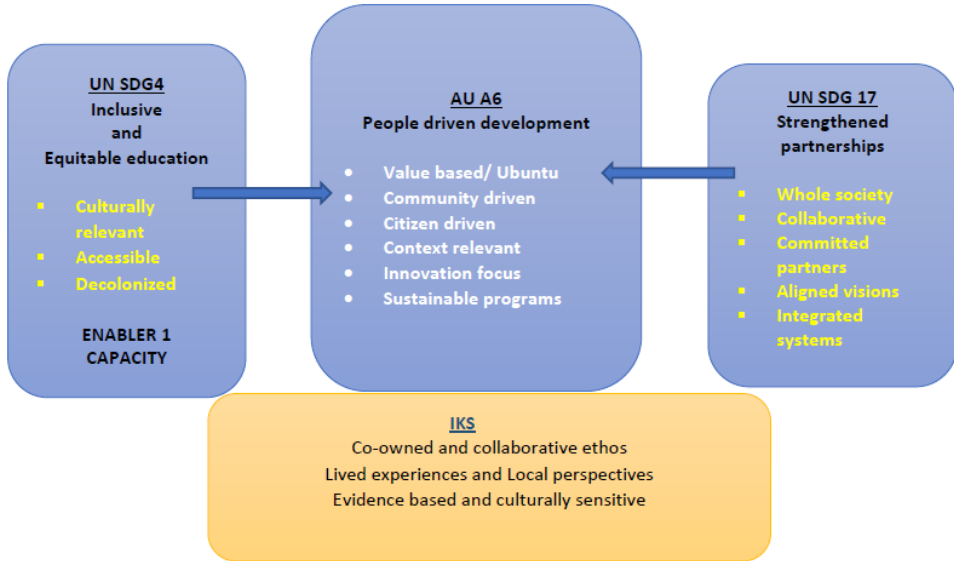 UN SDG4
Inclusive
and
Equitable education
▪ Culturally
relevant
▪ Accessible
▪ Decolonized
ENABLER 1
CAPACITY
AU A6
People driven development
• Value based/ Ubuntu
• Community driven
• Citizen driven
• Context relevant
• Innovation focus
• Sustainable programs
UN SDG 17
Strengthened
partnerships
▪ Whole society
▪ Collaborative
▪ Committed
partners
▪ Aligned visions
▪ Integrated
systems
IKS
Co-owned and collaborative ethos
Lived experiences and Local perspectives
Evidence based and culturally sensitive